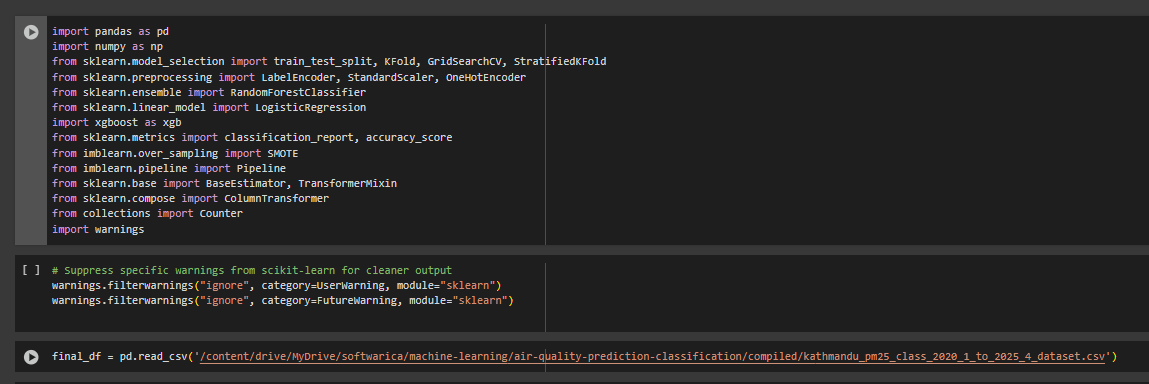 import pandas as pd
import numpy as np
from sklearn.model_selection import train_test_split, KFold, GridSearchCV, StratifiedKFold
from sklearn.preprocessing import LabelEncoder, StandardScaler, OneHotEncoder
from sklearn.ensemble import RandomForestClassifier
from sklearn.linear_model import LogisticRegression
import xgboost as xgb
from sklearn.metrics import classification_report, accuracy_score
from imblearn.over_sampling import SMOTE
from imblearn.pipeline import Pipeline
from sklearn.base import BaseEstimator, TransformerMixin
from sklearn.compose import ColumnTransformer
from collections import Counter
import warnings
[ ] # Suppress specific warnings from scikit-learn for cleaner output
warnings.filterwarnings("ignore", category=UserWarning, module="sklearn")
warnings.filterwarnings("ignore", category=FutureWarning, module="sklearn")
final_df = pd.read_csv('/content/drive/MyDrive/softwarica/machine-learning/air-quality-prediction-classification/compiled/kathmandu_pm25_class_2020_1_to_2025_4_dataset.csv')